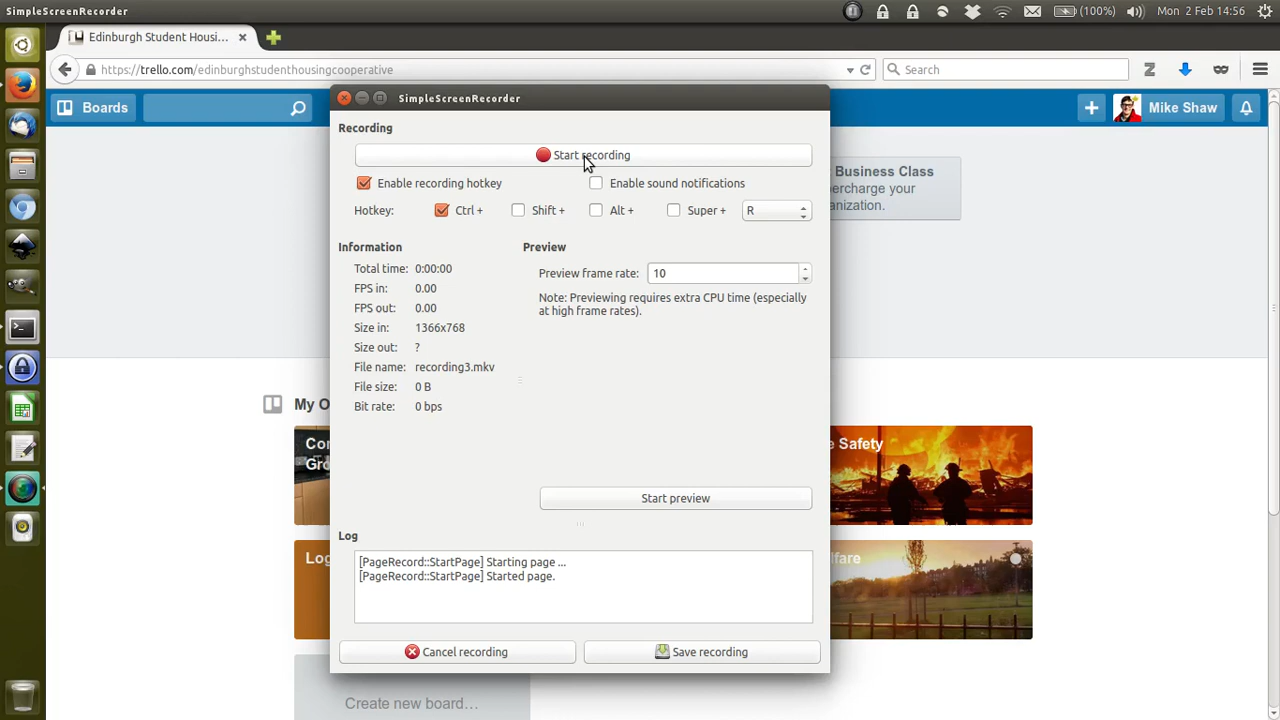 SimpleScreenRecorder
(100%)
Mon 2 Feb 14:56
Edinburgh Student Housi...
https://trello.com/edinburghstudenthousingcooperative
Search
Boards
Mike Shaw
SimpleScreenRecorder
Recording
Start recording
Enable recording hotkey
Enable sound notifications
Hotkey:
Ctrl +
Shift +
Alt +
Super +
R
Business Class
percharge your
anization.
Information
Total time: 0:00:00
FPS in: 0.00
FPS out: 0.00
Size in: 1366x768
Size out: ?
File name: recording3.mkv
File size: 0 B
Bit rate: 0 bps
Preview
Preview frame rate: 10
Note: Previewing requires extra CPU time (especially
at high frame rates).
Start preview
My O
Con
Gro
e Safety
Log
lfare
Log
[PageRecord::StartPage] Starting page ...
[PageRecord::StartPage] Started page.
Cancel recording
Save recording
Create new board...